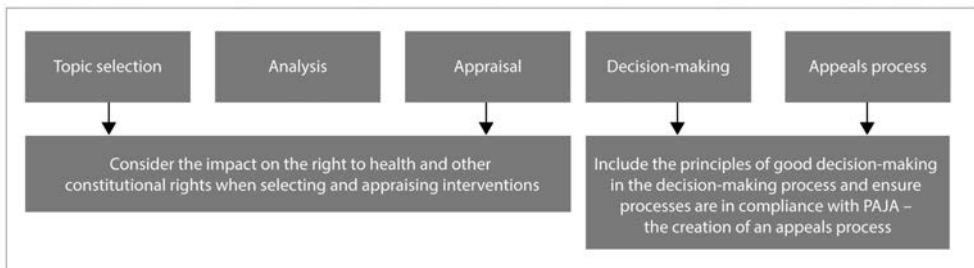 Topic selection
Analysis
Appraisal
Decision-making
Appeals process
Consider the impact on the right to health and other
constitutional rights when selecting and appraising interventions
Include the principles of good decision-making
in the decision-making process and ensure
processes are in compliance with PAJA –
the creation of an appeals process